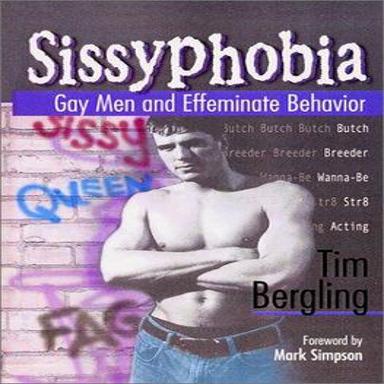 Sissyphobia
Gay Men and Effeminate Behavior
Sissy
Butch Butch Butch Butch
Breeder Breeder Breeder
Wanna-Be Wanna-Be
QUEEN
Str8 Str8
Acting
Tim
Bergling
FAG
Foreword by
Mark Simpson